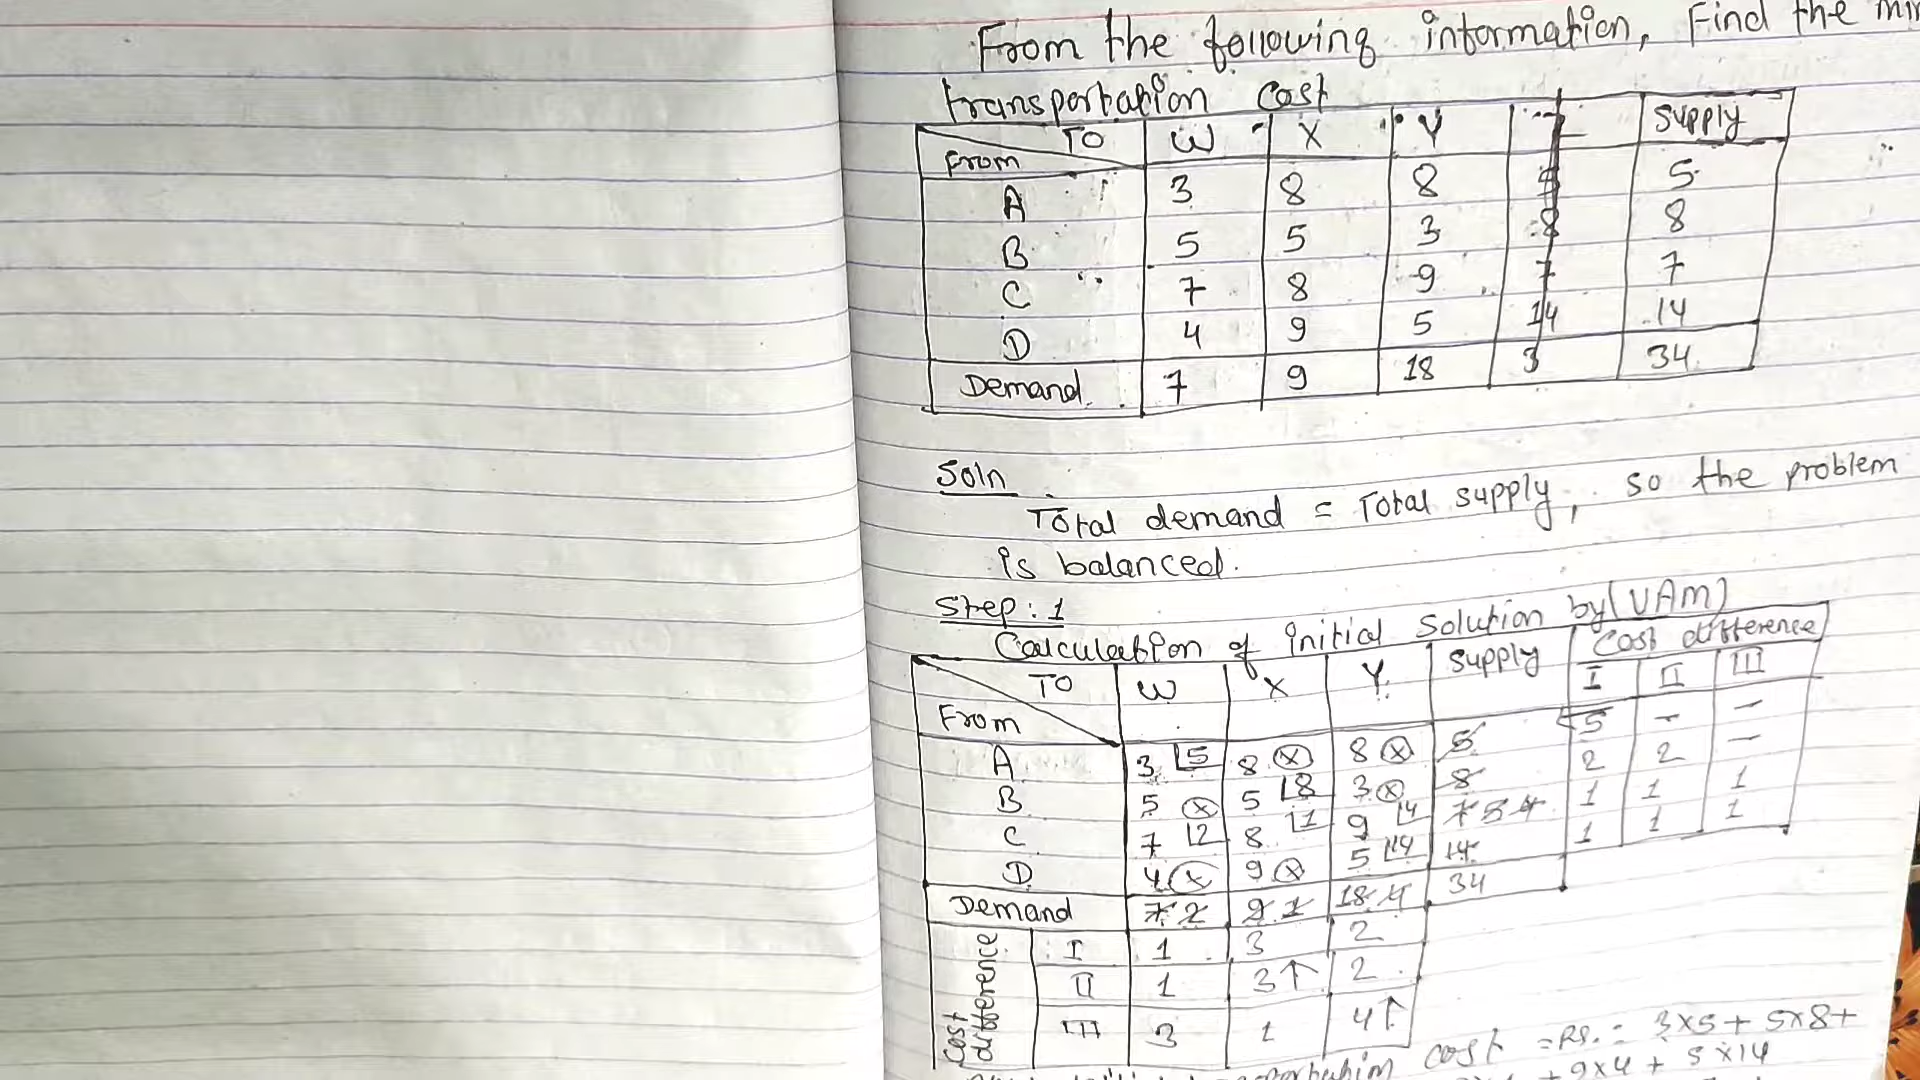 From the following information, Find the
transportation cost
TO W X Y Supply
From
A 3 8 8 5
B 5 5 3 8 8
C 7 8 9 7 7
D 4 9 5 14 14
Demand 7 9 18 3 34
Soln
Total demand = Total supply, so the problem
is balanced.
Step: 1
Calculation of initial Solution by (VAM)
TO W X Y Supply Cost difference
From I II III
A 3 5 8 x 8 x 5 5 - -
B 5 x 5 8 3 x 8 2 2 -
C 7 2 8 1 9 4 7 5 4 1 1 1
D 4 x 9 x 5 14 14 1 1 1
Demand 7 2 9 1 18 4 34
Cost difference
I 1 3 2
II 1 3↑ 2
III 3 1 4↑
cost = Rs. = 3x5 + 5x8 +
+ 9x4 + 5x14